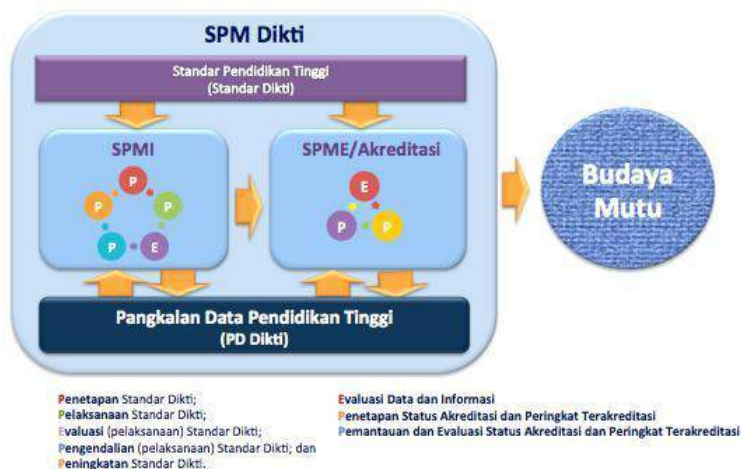 SPM Dikti
Standar Pendidikan Tinggi
(Standar Dikti)
SPMI
P
P
P
P
E
SPME/Akreditasi
E
P
P
Budaya
Mutu
Pangkalan Data Pendidikan Tinggi
(PD Dikti)
Penetapan Standar Dikti;
Pelaksanaan Standar Dikti;
Evaluasi (pelaksanaan) Standar Dikti;
Pengendalian (pelaksanaan) Standar Dikti; dan
Peningkatan Standar Dikti.
Evaluasi Data dan Informasi
Penetapan Status Akreditasi dan Peringkat Terakreditasi
Pemantauan dan Evaluasi Status Akreditasi dan Peringkat Terakreditasi